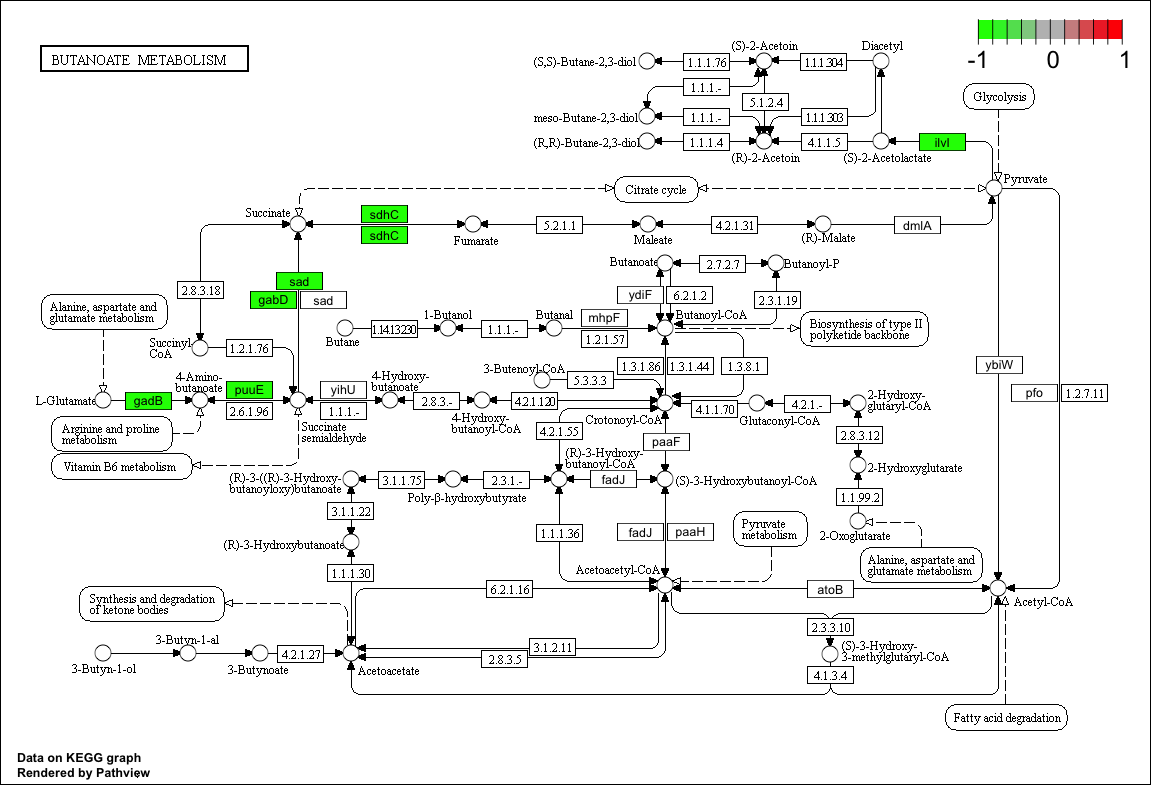 BUTANOATE METABOLISM
-1
0
1
(S,S)-Butane-2,3-diol
1.1.1.76
(S)-2-Acetoin
1.1.1.304
Diacetyl
1.1.1.-
5.1.2.4
Glycolysis
meso-Butane-2,3-diol
1.1.1.-
1.1.1.303
(R,R)-Butane-2,3-diol
1.1.1.4
(R)-2-Acetoin
4.1.1.5
(S)-2-Acetolactate
ilvI
Pyruvate
Citrate cycle
Succinate
sdhC
sdhC
Fumarate
5.2.1.1
Maleate
4.2.1.31
(R)-Malate
dmlA
Butanoate
2.7.2.7
Butanoyl-P
2.8.3.18
sad
gabD
sad
ydiF
6.2.1.2
2.3.1.19
Alanine, aspartate and
glutamate metabolism
Butane
1.14.13.230
1-Butanol
1.1.1.-
Butanal
mhpF
1.2.1.57
Butanoyl-CoA
Biosynthesis of type II
polyketide backbone
Succinyl
CoA
1.2.1.76
3-Butenoyl-CoA
5.3.3.3
1.3.1.86
1.3.1.44
1.3.8.1
ybiW
L-Glutamate
gadB
4-Amino-
butanoate
puuE
2.6.1.96
yihU
1.1.1.-
4-Hydroxy-
butanoate
2.8.3.-
4.2.1.120
pfo
1.2.7.11
4-Hydroxy-
butanoyl-CoA
Crotonoyl-CoA
4.1.1.70
Glutaconyl-CoA
4.2.1.-
2-Hydroxy-
glutaryl-CoA
Arginine and proline
metabolism
Succinate
semialdehyde
4.2.1.55
paaF
2.8.3.12
Vitamin B6 metabolism
(R)-3-((R)-3-Hydroxy-
butanoyloxy)butanoate
3.1.1.75
Poly-β-hydroxybutyrate
2.3.1.-
(R)-3-Hydroxy-
butanoyl-CoA
fadJ
(S)-3-Hydroxybutanoyl-CoA
2-Hydroxyglutarate
1.1.99.2
3.1.1.22
1.1.1.36
fadJ
paaH
Pyruvate
metabolism
2-Oxoglutarate
(R)-3-Hydroxybutanoate
1.1.1.30
Acetoacetyl-CoA
Alanine, aspartate and
glutamate metabolism
6.2.1.16
atoB
Acetyl-CoA
Synthesis and degradation
of ketone bodies
2.3.3.10
3-Butyn-1-ol
3-Butyn-1-al
3-Butynoate
4.2.1.27
Acetoacetate
3.1.2.11
2.8.3.5
(S)-3-Hydroxy-
3-methylglutaryl-CoA
4.1.3.4
Fatty acid degradation
Data on KEGG graph
Rendered by Pathview